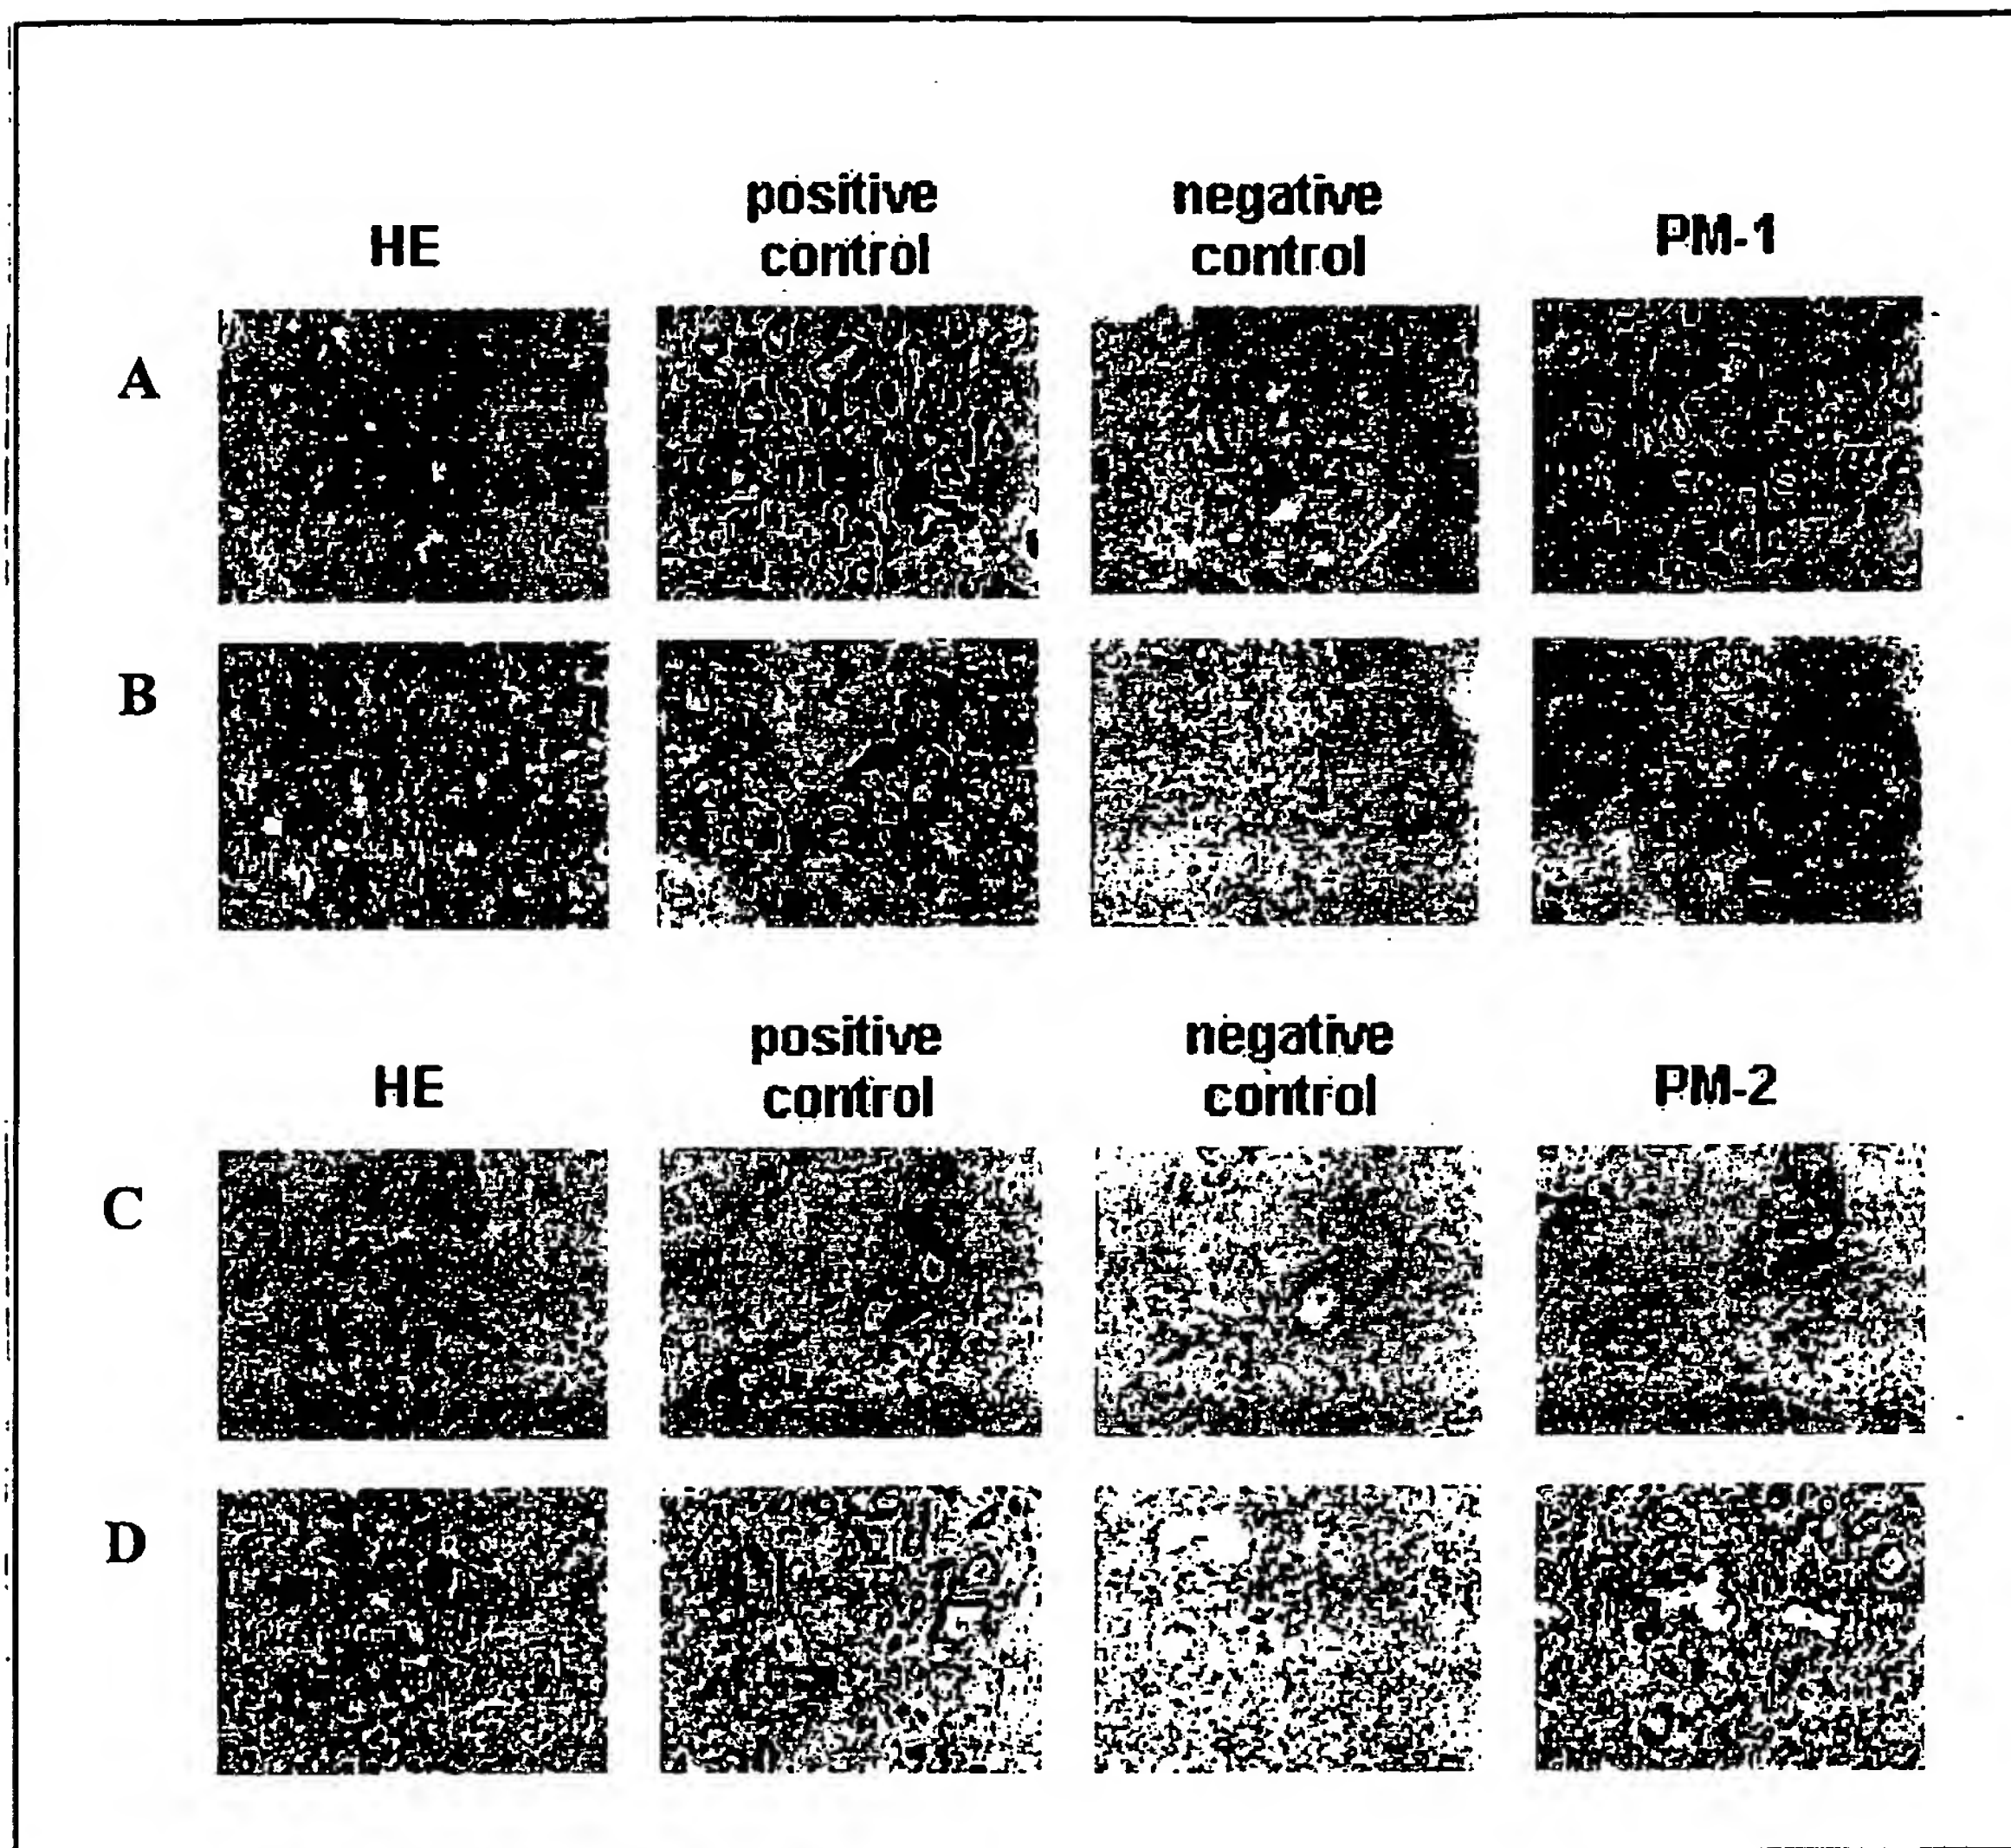 HE
positive
control
negative
control
PM-1
A
B
HE
positive
control
negative
control
PM-2
C
D